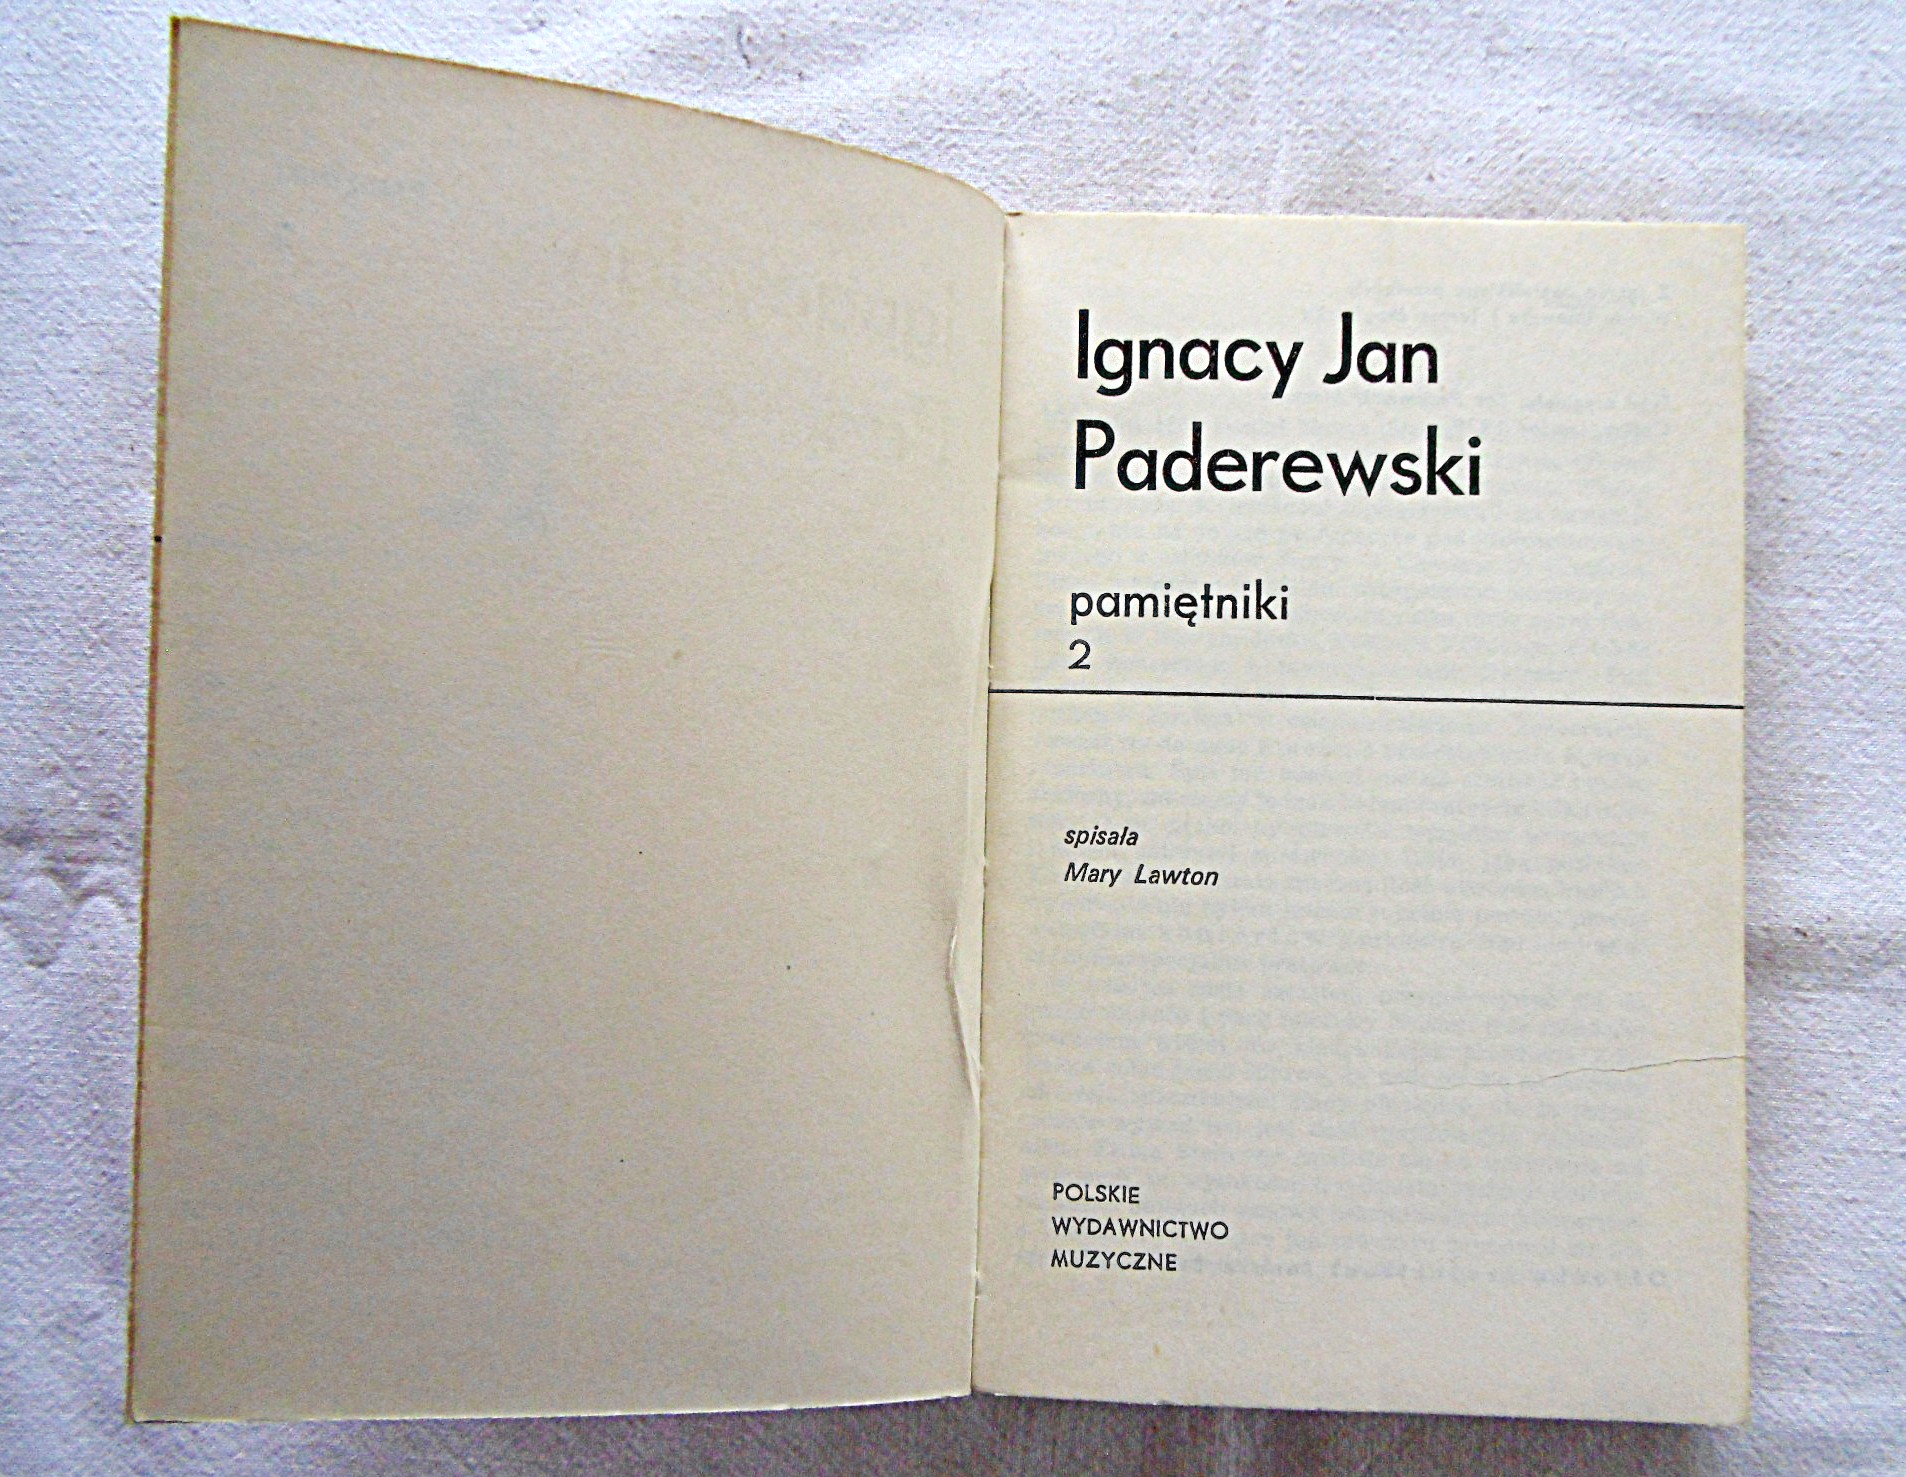 Ignacy Jan
Paderewski
pamiętniki
2
spisała
Mary Lawton
POLSKIE
WYDAWNICTWO
MUZYCZNE